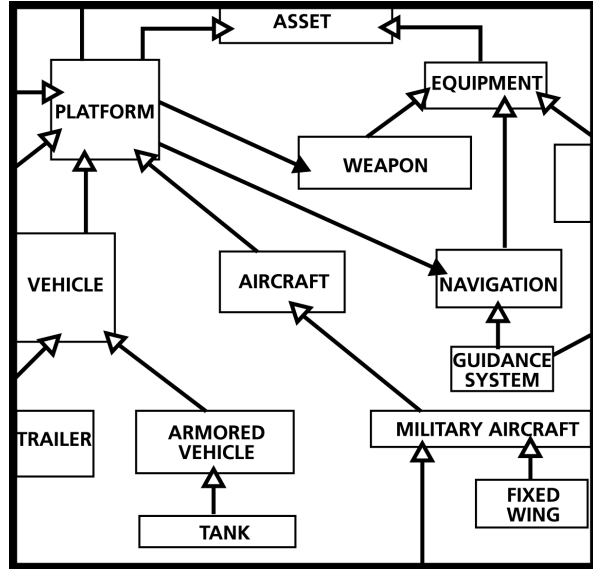 ASSET
PLATFORM
EQUIPMENT
WEAPON
VEHICLE
AIRCRAFT
NAVIGATION
GUIDANCE
SYSTEM
TRAILER
ARMORED
VEHICLE
MILITARY AIRCRAFT
FIXED
WING
TANK